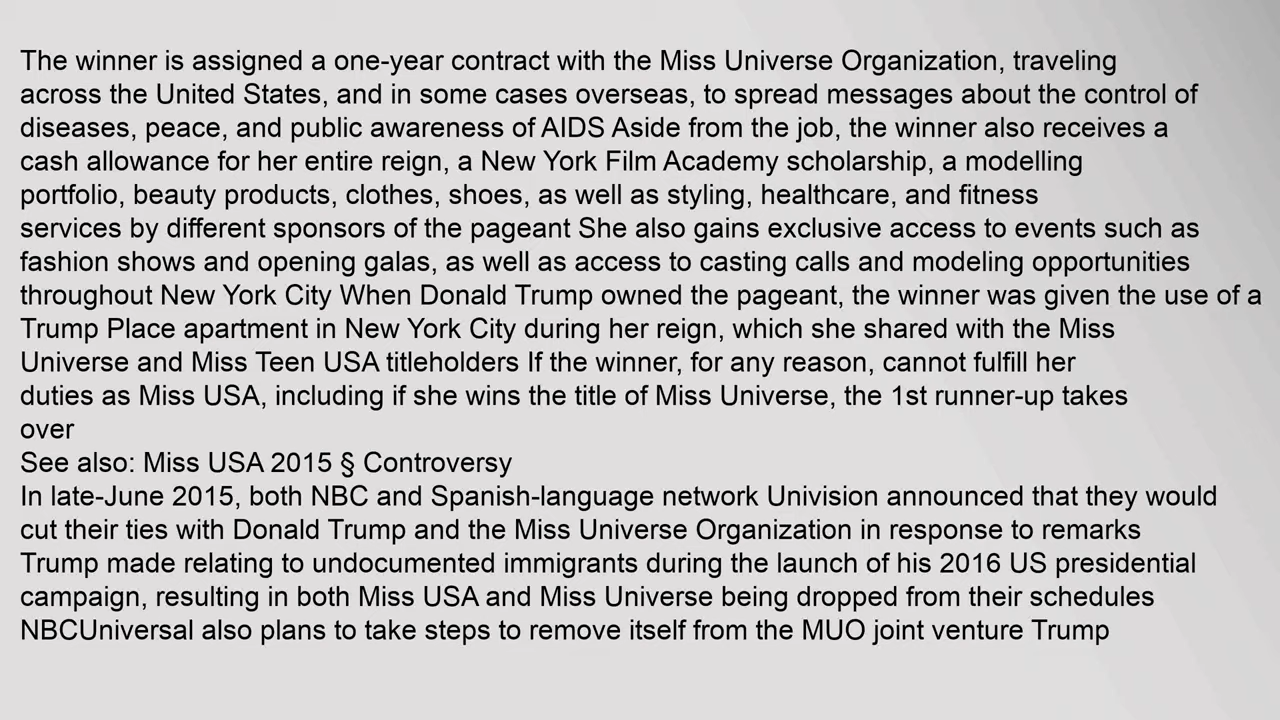 The winner is assigned a one-year contract with the Miss Universe Organization, traveling
across the United States, and in some cases overseas, to spread messages about the control of
diseases, peace, and public awareness of AIDS Aside from the job, the winner also receives a
cash allowance for her entire reign, a New York Film Academy scholarship, a modelling
portfolio, beauty products, clothes, shoes, as well as styling, healthcare, and fitness
services by different sponsors of the pageant She also gains exclusive access to events such as
fashion shows and opening galas, as well as access to casting calls and modeling opportunities
throughout New York City When Donald Trump owned the pageant, the winner was given the use of a
Trump Place apartment in New York City during her reign, which she shared with the Miss
Universe and Miss Teen USA titleholders If the winner, for any reason, cannot fulfill her
duties as Miss USA, including if she wins the title of Miss Universe, the 1st runner-up takes
over
See also: Miss USA 2015 § Controversy
In late-June 2015, both NBC and Spanish-language network Univision announced that they would
cut their ties with Donald Trump and the Miss Universe Organization in response to remarks
Trump made relating to undocumented immigrants during the launch of his 2016 US presidential
campaign, resulting in both Miss USA and Miss Universe being dropped from their schedules
NBCUniversal also plans to take steps to remove itself from the MUO joint venture Trump